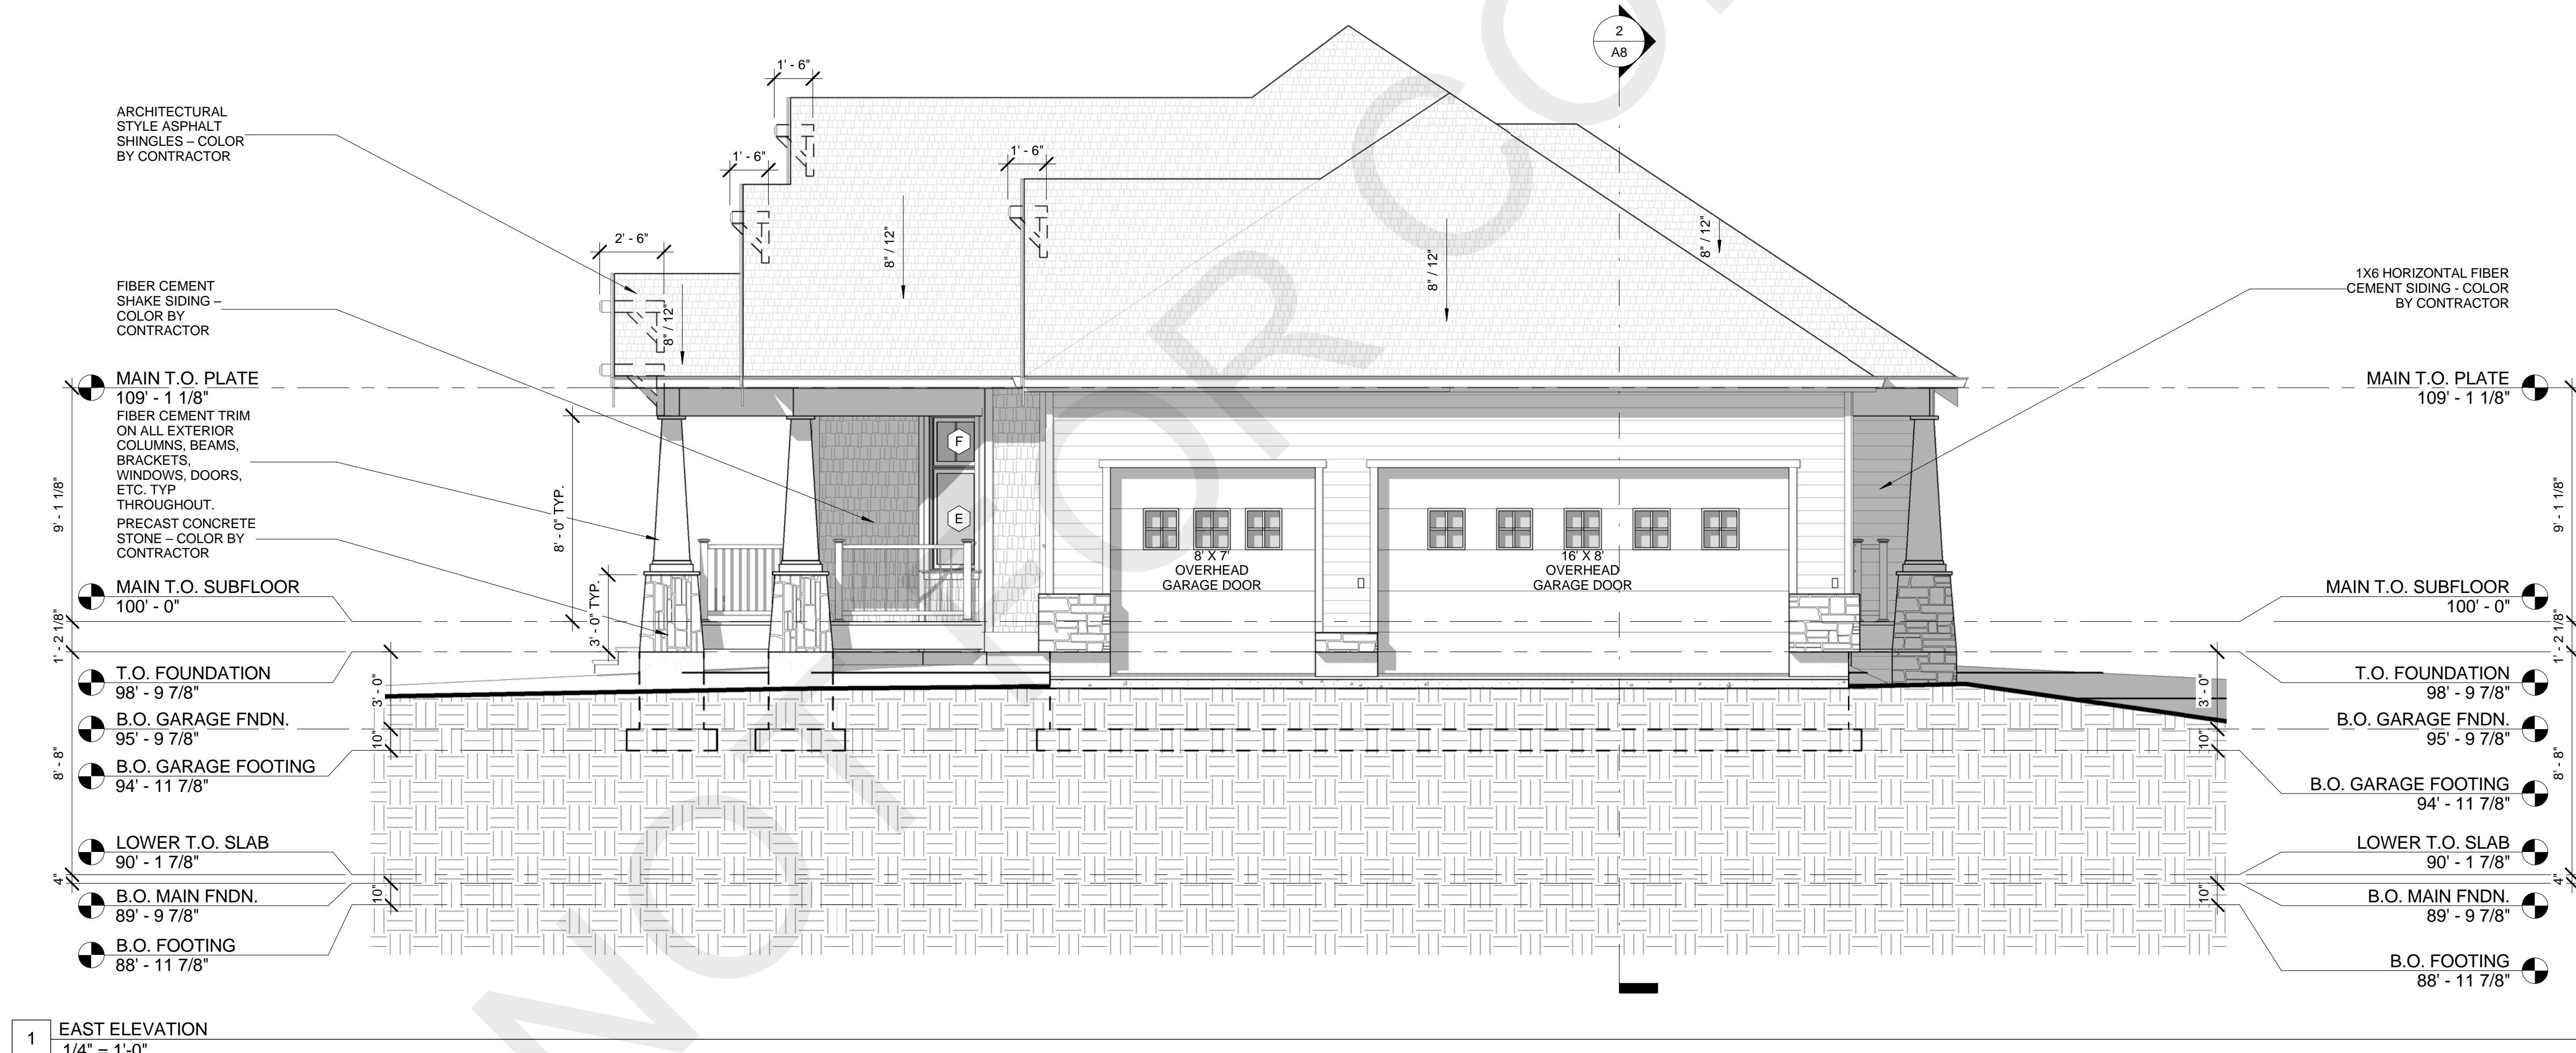 2
A8
1' - 6"
ARCHITECTURAL
STYLE ASPHALT
SHINGLES – COLOR
BY CONTRACTOR
1' - 6"
1' - 6"
2' - 6"
8" / 12"
8" / 12"
8" / 12"
8" / 12"
FIBER CEMENT
SHAKE SIDING –
COLOR BY
CONTRACTOR
1X6 HORIZONTAL FIBER
CEMENT SIDING - COLOR
BY CONTRACTOR
MAIN T.O. PLATE
109' - 1 1/8"
FIBER CEMENT TRIM
ON ALL EXTERIOR
COLUMNS, BEAMS,
BRACKETS,
WINDOWS, DOORS,
ETC. TYP
THROUGHOUT.
PRECAST CONCRETE
STONE – COLOR BY
CONTRACTOR
MAIN T.O. SUBFLOOR
100' - 0"
T.O. FOUNDATION
98' - 9 7/8"
B.O. GARAGE FNDN.
95' - 9 7/8"
B.O. GARAGE FOOTING
94' - 11 7/8"
LOWER T.O. SLAB
90' - 1 7/8"
B.O. MAIN FNDN.
89' - 9 7/8"
B.O. FOOTING
88' - 11 7/8"
9' - 1 1/8"
1' - 2 1/8"
8' - 8"
4"
3' - 0"
10"
10"
8' - 0" TYP.
3' - 0" TYP.
F
E
8' X 7'
OVERHEAD
GARAGE DOOR
16' X 8'
OVERHEAD
GARAGE DOOR
MAIN T.O. PLATE
109' - 1 1/8"
MAIN T.O. SUBFLOOR
100' - 0"
T.O. FOUNDATION
98' - 9 7/8"
B.O. GARAGE FNDN.
95' - 9 7/8"
B.O. GARAGE FOOTING
94' - 11 7/8"
LOWER T.O. SLAB
90' - 1 7/8"
B.O. MAIN FNDN.
89' - 9 7/8"
B.O. FOOTING
88' - 11 7/8"
9' - 1 1/8"
1' - 2 1/8"
8' - 8"
4"
3' - 0"
10"
10"
NOT FOR CO
1
EAST ELEVATION
1/4" = 1'-0"